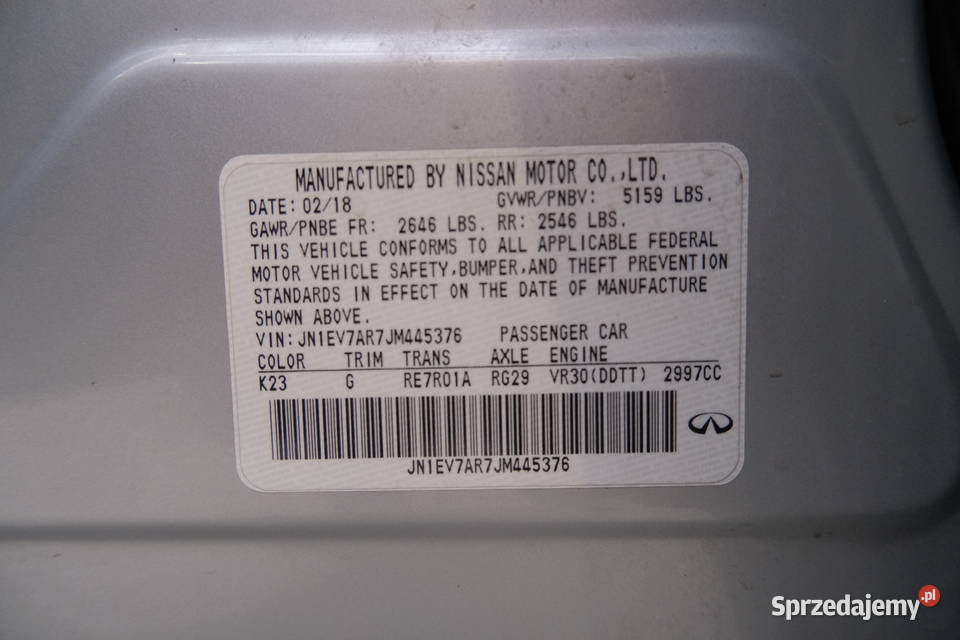 MANUFACTURED BY NISSAN MOTOR CO.,LTD.
DATE: 02/18 GVWR/PNBV: 5159 LBS.
GAWR/PNBE FR: 2646 LBS. RR: 2546 LBS.
THIS VEHICLE CONFORMS TO ALL APPLICABLE FEDERAL
MOTOR VEHICLE SAFETY,BUMPER,AND THEFT PREVENTION
STANDARDS IN EFFECT ON THE DATE OF MANUFACTURE
SHOWN ABOVE.
VIN:JN1EV7AR7JM445376 PASSENGER CAR
COLOR TRIM TRANS AXLE ENGINE
K23 G RE7R01A RG29 VR30(DDTT) 2997CC
JN1EV7AR7JM445376
Sprzedajemy.pl